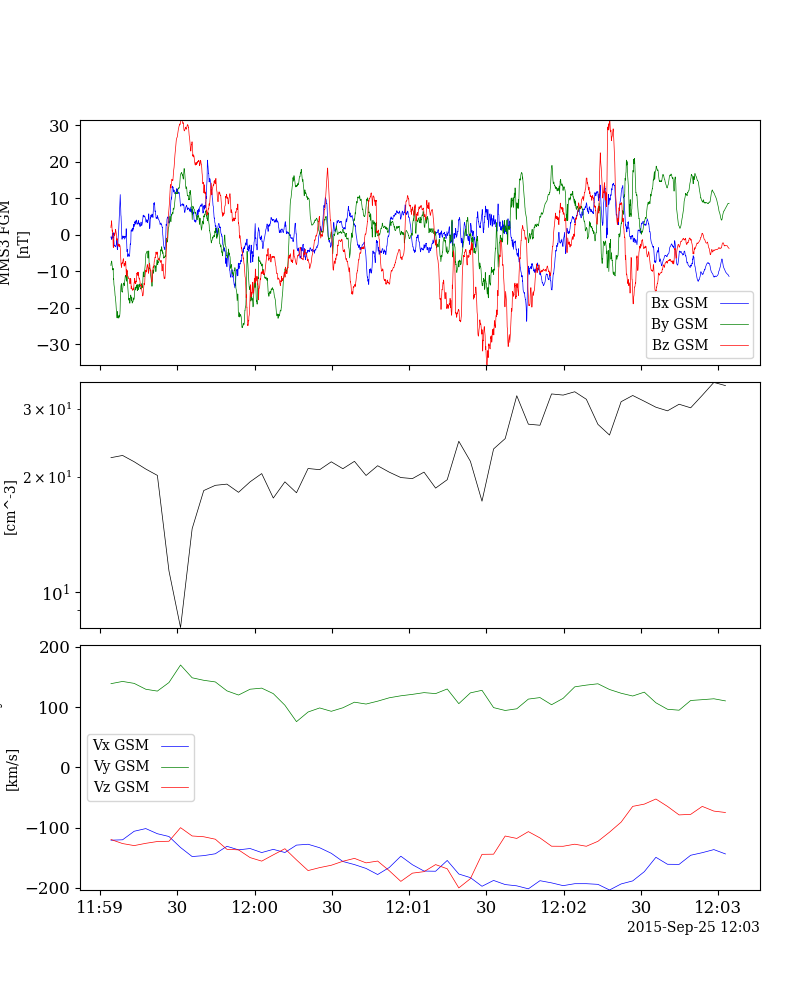 30
20
10
0
−10
−20
−30
MMS3 FGM
[nT]
Bx GSM
By GSM
Bz GSM
3 × 10¹
2 × 10¹
10¹
[cm^-3]
200
100
0
−100
−200
[km/s]
Vx GSM
Vy GSM
Vz GSM
11:59
30
12:00
30
12:01
30
12:02
30
12:03
2015-Sep-25 12:03